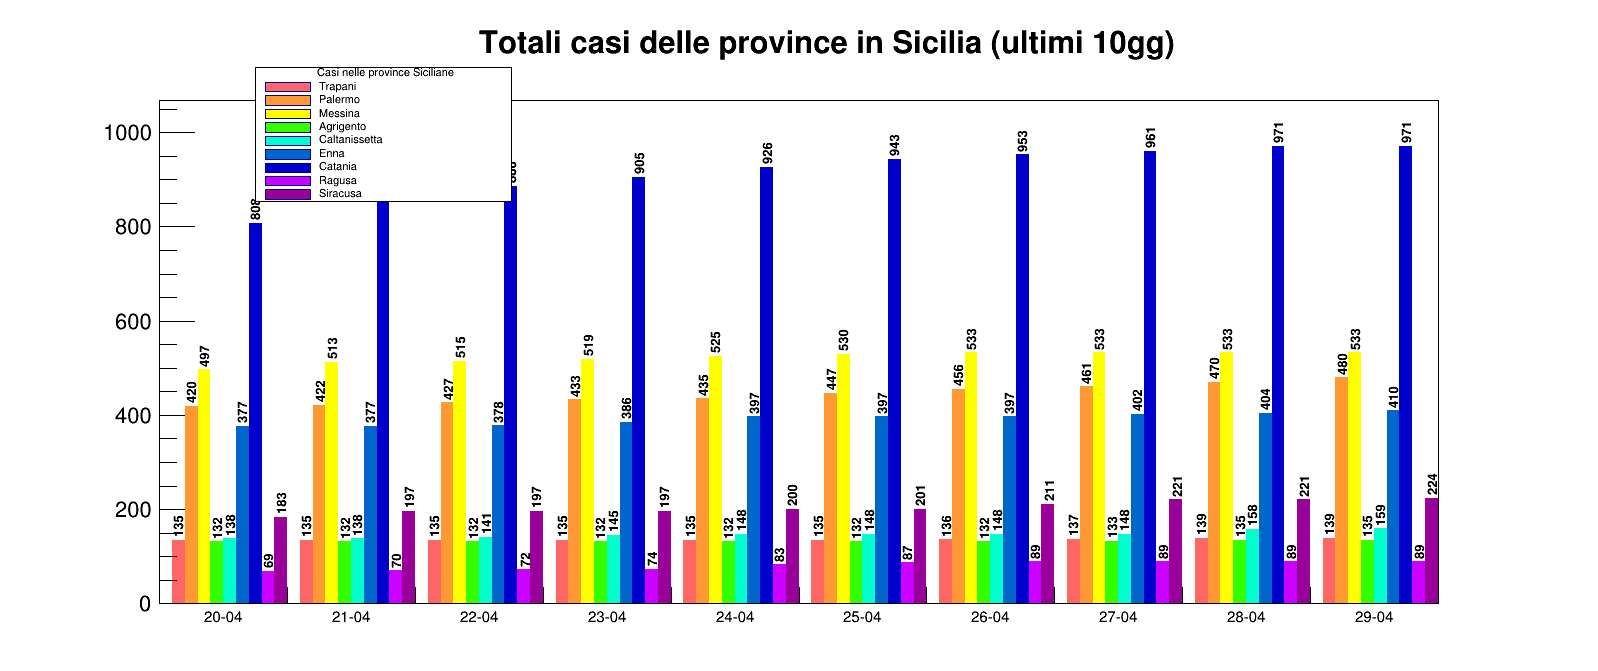 Totali casi delle province in Sicilia (ultimi 10gg)
Casi nelle province Siciliane
Trapani
Palermo
Messina
Agrigento
Caltanissetta
Enna
Catania
Ragusa
Siracusa
1000
800
600
400
200
0
135 420 497 132 138 377 808 69 183
135 422 513 132 138 377 70 197
135 427 515 132 141 378 72 197
135 433 519 132 145 386 905 74 197
135 435 525 132 148 397 926 83 200
135 447 530 132 148 397 943 87 201
136 456 533 132 148 397 953 89 211
137 461 533 133 148 402 961 89 221
139 470 533 135 158 404 971 89 221
139 480 533 135 159 410 971 89 224
20-04 21-04 22-04 23-04 24-04 25-04 26-04 27-04 28-04 29-04